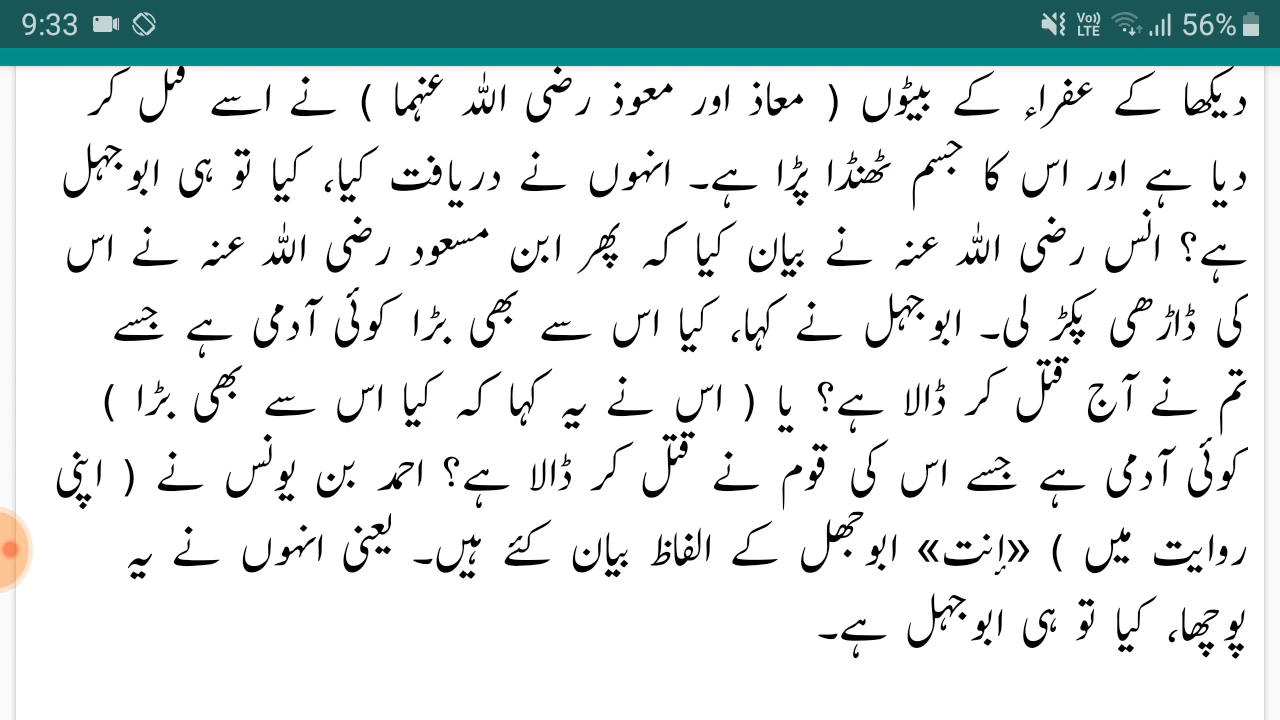 9:33 Vo)) LTE 56%
دیکھا کے عفراء کے بیٹوں ( معاذ اور معوذ رضی اللہ عنہما ) نے اسے قتل کر
دیا ہے اور اس کا جسم ٹھنڈا پڑا ہے۔ انہوں نے دریافت کیا، کیا تو ہی ابوجہل
ہے؟ انس رضی اللہ عنہ نے بیان کیا کہ پھر ابن مسعود رضی اللہ عنہ نے اس
کی ڈاڑھی پکڑ لی۔ ابوجہل نے کہا، کیا اس سے بھی بڑا کوئی آدمی ہے جسے
تم نے آج قتل کر ڈالا ہے؟ یا ( اس نے یہ کہا کہ کیا اس سے بھی بڑا )
کوئی آدمی ہے جسے اس کی قوم نے قتل کر ڈالا ہے؟ احمد بن یونس نے ( اپنی
روایت میں ) «إنت» ابوجھل کے الفاظ بیان کئے ہیں۔ یعنی انہوں نے یہ
پوچھا، کیا تو ہی ابوجہل ہے۔